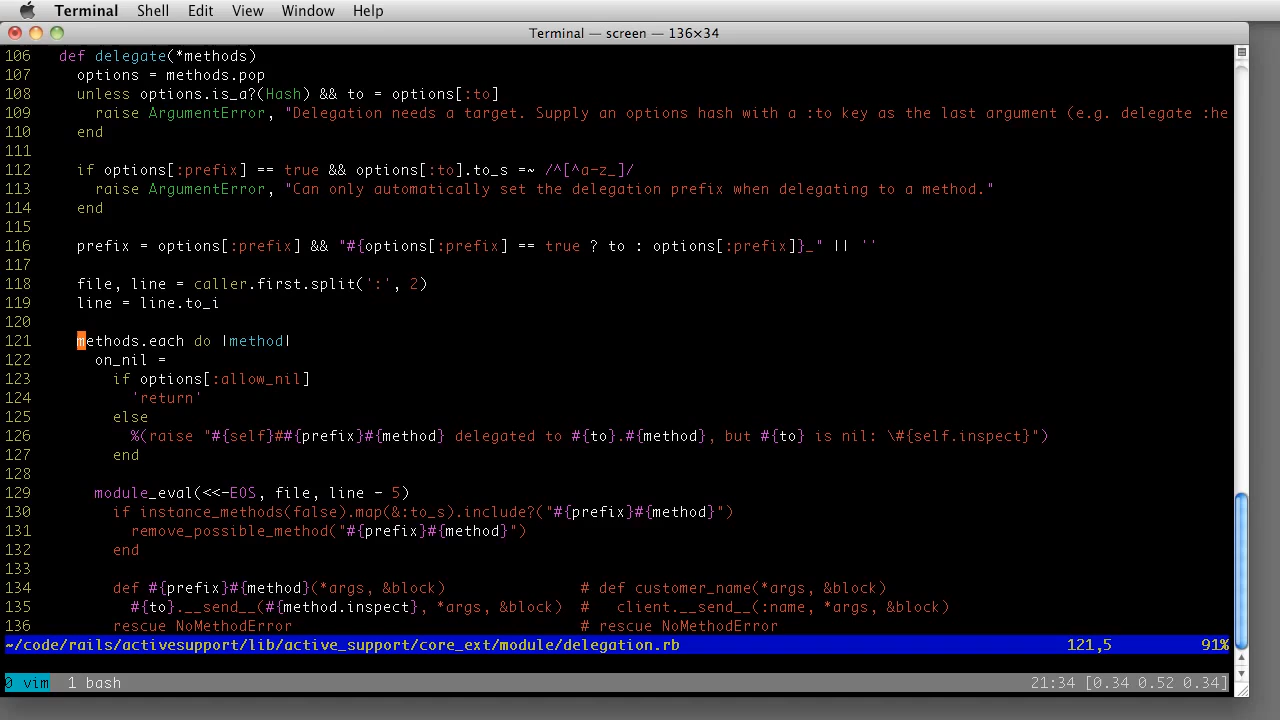 Terminal Shell Edit View Window Help
Terminal — screen — 136×34
106   def delegate(*methods)
107     options = methods.pop
108     unless options.is_a?(Hash) && to = options[:to]
109       raise ArgumentError, "Delegation needs a target. Supply an options hash with a :to key as the last argument (e.g. delegate :he
110     end
111
112     if options[:prefix] == true && options[:to].to_s =~ /^[^a-z_]/
113       raise ArgumentError, "Can only automatically set the delegation prefix when delegating to a method."
114     end
115
116     prefix = options[:prefix] && "#{options[:prefix] == true ? to : options[:prefix]}_" || ''
117
118     file, line = caller.first.split(':', 2)
119     line = line.to_i
120
121     methods.each do |method|
122       on_nil =
123         if options[:allow_nil]
124           'return'
125         else
126           %(raise "#{self}##{prefix}#{method} delegated to #{to}.#{method}, but #{to} is nil: \#{self.inspect}")
127         end
128
129       module_eval(<<-EOS, file, line - 5)
130         if instance_methods(false).map(&:to_s).include?("#{prefix}#{method}")
131           remove_possible_method("#{prefix}#{method}")
132         end
133
134         def #{prefix}#{method}(*args, &block)               # def customer_name(*args, &block)
135           #{to}.__send__(#{method.inspect}, *args, &block)  #   client.__send__(:name, *args, &block)
136         rescue NoMethodError                                # rescue NoMethodError
~/code/rails/activesupport/lib/active_support/core_ext/module/delegation.rb 121,5 91%
0 vim  1 bash 21:34 [0.34 0.52 0.34]